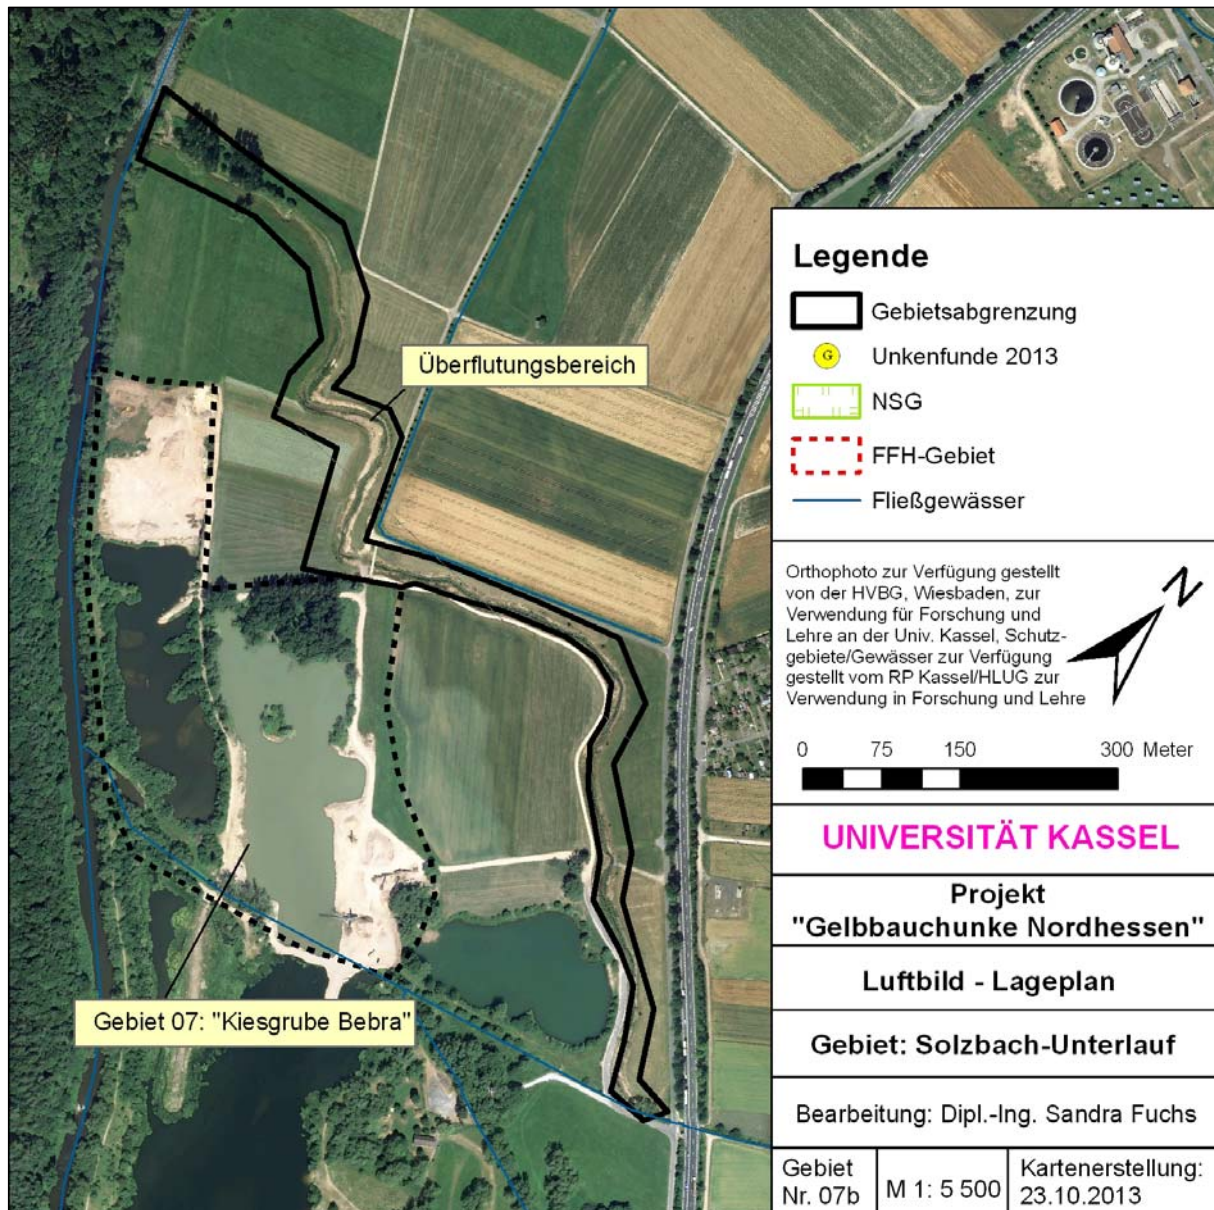 Überflutungsbereich
Gebiet 07: "Kiesgrube Bebra"
Legende
Gebietsabgrenzung
G
Unkenfunde 2013
NSG
FFH-Gebiet
Fließgewässer
Orthophoto zur Verfügung gestellt
von der HVBG, Wiesbaden, zur
Verwendung für Forschung und
Lehre an der Univ. Kassel, Schutz-
gebiete/Gewässer zur Verfügung
gestellt vom RP Kassel/HLUG zur
Verwendung in Forschung und Lehre
N
0 75 150 300 Meter
UNIVERSITÄT KASSEL
Projekt
"Gelbbauchunke Nordhessen"
Luftbild - Lageplan
Gebiet: Solzbach-Unterlauf
Bearbeitung: Dipl.-Ing. Sandra Fuchs
Gebiet
Nr. 07b
M 1: 5 500
Kartenerstellung:
23.10.2013